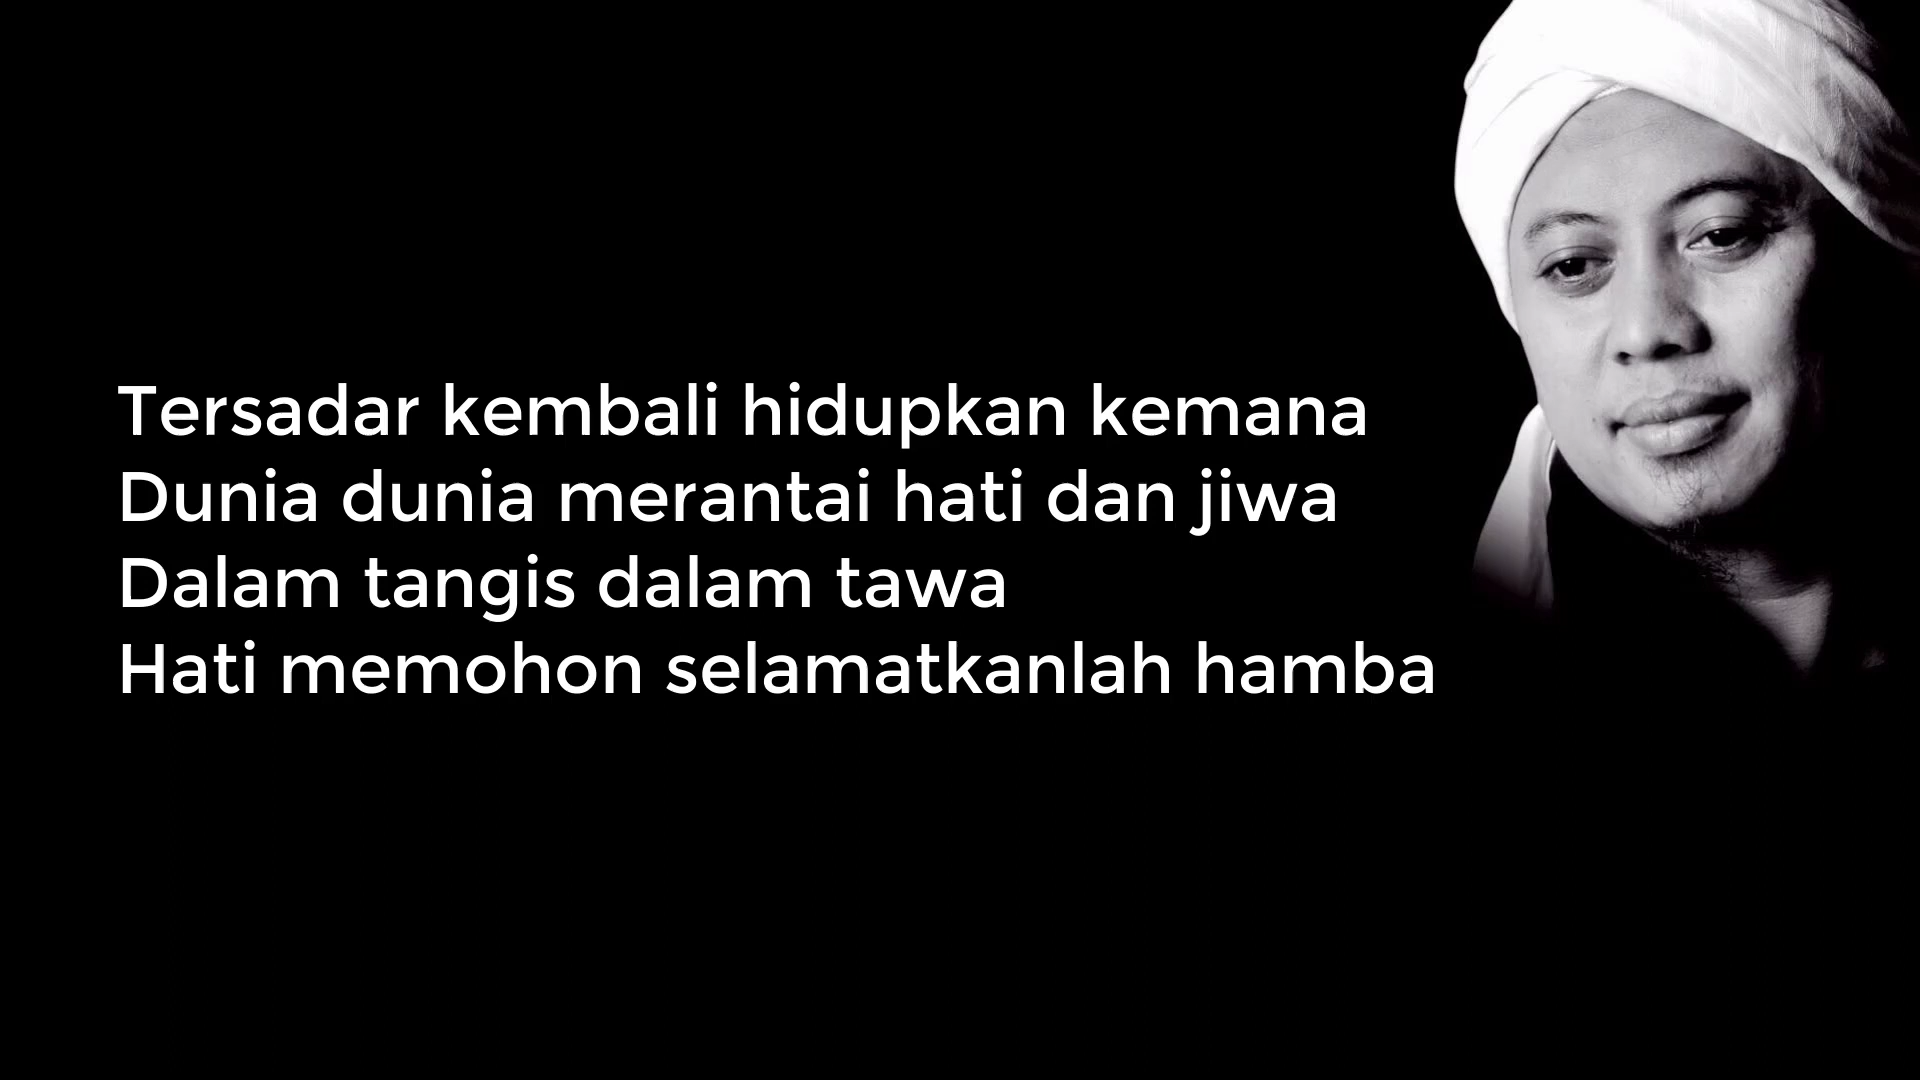 Tersadar kembali hidupkan kemana
Dunia dunia merantai hati dan jiwa
Dalam tangis dalam tawa
Hati memohon selamatkanlah hamba